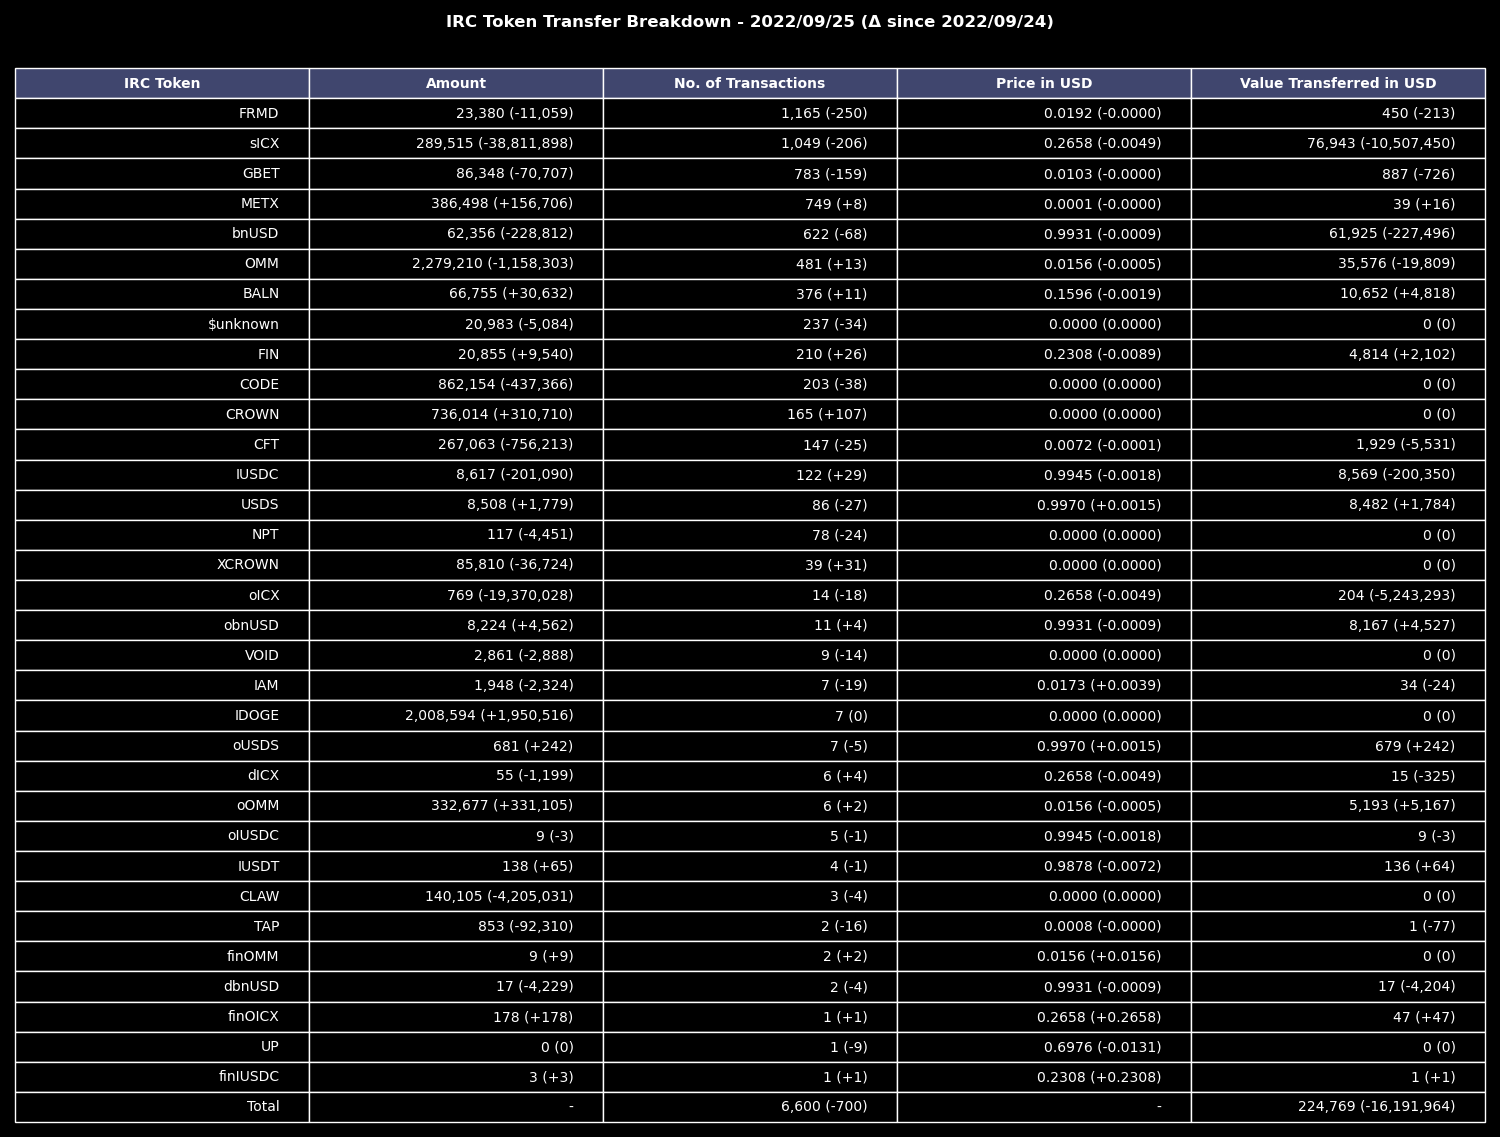 IRC Token Transfer Breakdown - 2022/09/25 (Δ since 2022/09/24)
IRC Token Amount No. of Transactions Price in USD Value Transferred in USD
FRMD 23,380 (-11,059) 1,165 (-250) 0.0192 (-0.0000) 450 (-213)
sICX 289,515 (-38,811,898) 1,049 (-206) 0.2658 (-0.0049) 76,943 (-10,507,450)
GBET 86,348 (-70,707) 783 (-159) 0.0103 (-0.0000) 887 (-726)
METX 386,498 (+156,706) 749 (+8) 0.0001 (-0.0000) 39 (+16)
bnUSD 62,356 (-228,812) 622 (-68) 0.9931 (-0.0009) 61,925 (-227,496)
OMM 2,279,210 (-1,158,303) 481 (+13) 0.0156 (-0.0005) 35,576 (-19,809)
BALN 66,755 (+30,632) 376 (+11) 0.1596 (-0.0019) 10,652 (+4,818)
$unknown 20,983 (-5,084) 237 (-34) 0.0000 (0.0000) 0 (0)
FIN 20,855 (+9,540) 210 (+26) 0.2308 (-0.0089) 4,814 (+2,102)
CODE 862,154 (-437,366) 203 (-38) 0.0000 (0.0000) 0 (0)
CROWN 736,014 (+310,710) 165 (+107) 0.0000 (0.0000) 0 (0)
CFT 267,063 (-756,213) 147 (-25) 0.0072 (-0.0001) 1,929 (-5,531)
IUSDC 8,617 (-201,090) 122 (+29) 0.9945 (-0.0018) 8,569 (-200,350)
USDS 8,508 (+1,779) 86 (-27) 0.9970 (+0.0015) 8,482 (+1,784)
NPT 117 (-4,451) 78 (-24) 0.0000 (0.0000) 0 (0)
XCROWN 85,810 (-36,724) 39 (+31) 0.0000 (0.0000) 0 (0)
oICX 769 (-19,370,028) 14 (-18) 0.2658 (-0.0049) 204 (-5,243,293)
obnUSD 8,224 (+4,562) 11 (+4) 0.9931 (-0.0009) 8,167 (+4,527)
VOID 2,861 (-2,888) 9 (-14) 0.0000 (0.0000) 0 (0)
IAM 1,948 (-2,324) 7 (-19) 0.0173 (+0.0039) 34 (-24)
IDOGE 2,008,594 (+1,950,516) 7 (0) 0.0000 (0.0000) 0 (0)
oUSDS 681 (+242) 7 (-5) 0.9970 (+0.0015) 679 (+242)
dICX 55 (-1,199) 6 (+4) 0.2658 (-0.0049) 15 (-325)
oOMM 332,677 (+331,105) 6 (+2) 0.0156 (-0.0005) 5,193 (+5,167)
oIUSDC 9 (-3) 5 (-1) 0.9945 (-0.0018) 9 (-3)
IUSDT 138 (+65) 4 (-1) 0.9878 (-0.0072) 136 (+64)
CLAW 140,105 (-4,205,031) 3 (-4) 0.0000 (0.0000) 0 (0)
TAP 853 (-92,310) 2 (-16) 0.0008 (-0.0000) 1 (-77)
finOMM 9 (+9) 2 (+2) 0.0156 (+0.0156) 0 (0)
dbnUSD 17 (-4,229) 2 (-4) 0.9931 (-0.0009) 17 (-4,204)
finOICX 178 (+178) 1 (+1) 0.2658 (+0.2658) 47 (+47)
UP 0 (0) 1 (-9) 0.6976 (-0.0131) 0 (0)
finIUSDC 3 (+3) 1 (+1) 0.2308 (+0.2308) 1 (+1)
Total - 6,600 (-700) - 224,769 (-16,191,964)